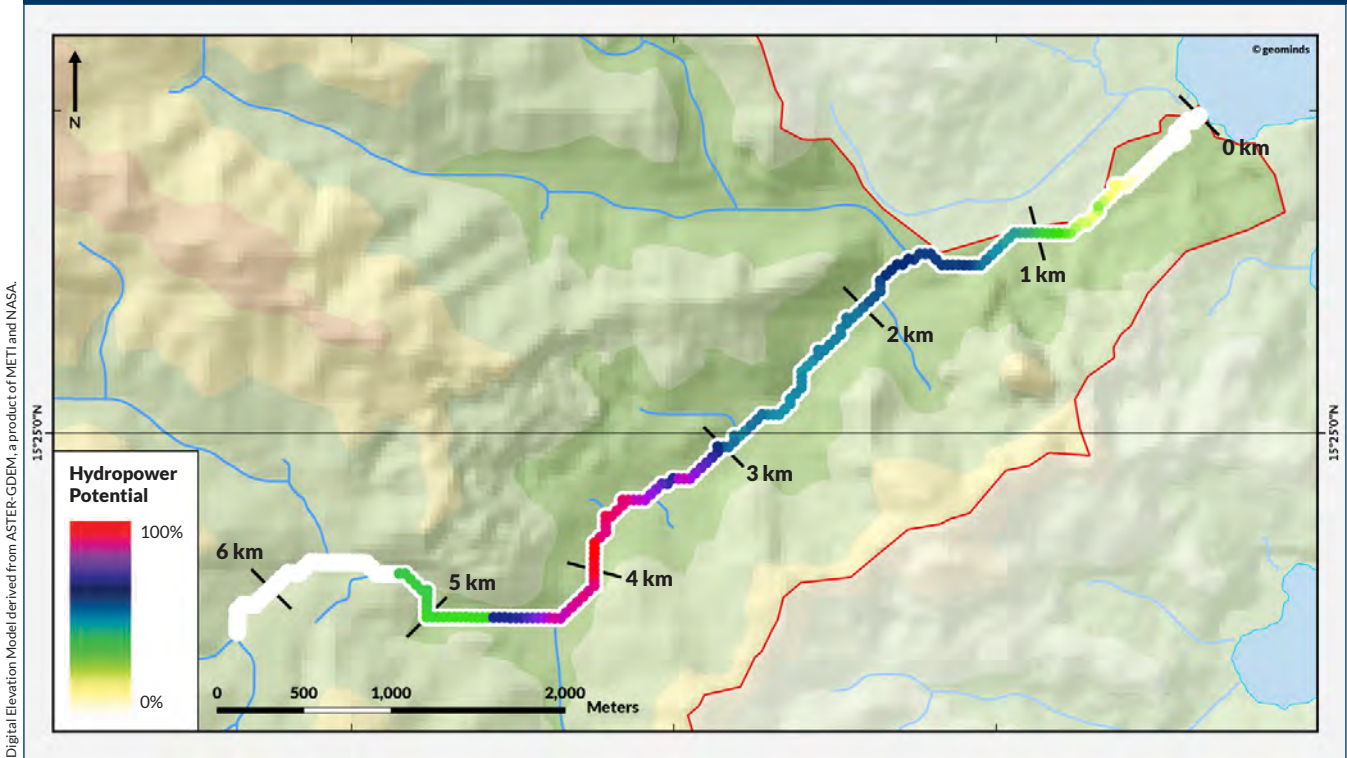 © geominds
N
0 km
1 km
2 km
3 km
4 km
5 km
6 km
15°25'0"N
15°25'0"N
Hydropower
Potential
100%
0%
0 500 1,000 2,000
Meters
Digital Elevation Model derived from ASTER-GDEM, a product of METI and NASA.